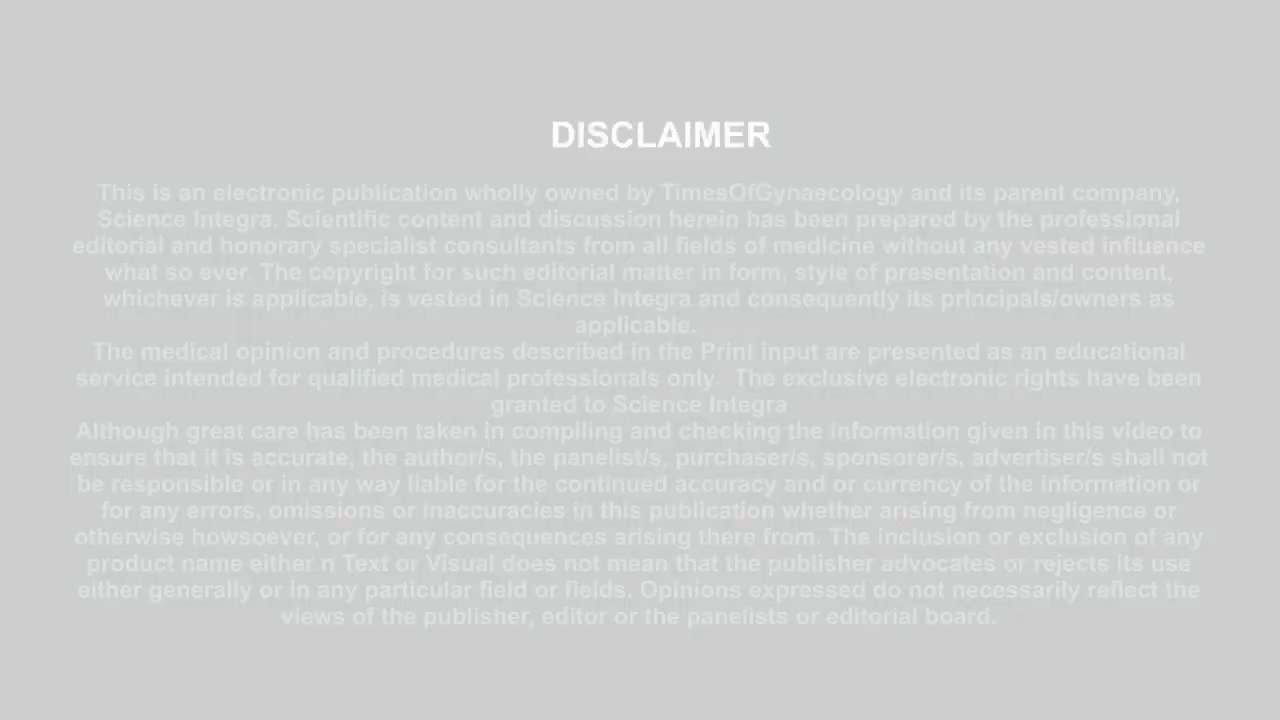 DISCLAIMER
This is an electronic publication wholly owned by TimesOfGynaecology and its parent company,
Science Integra. Scientific content and discussion herein has been prepared by the professional
editorial and honorary specialist consultants from all fields of medicine without any vested influence
what so ever. The copyright for such editorial matter in form, style of presentation and content,
whichever is applicable, is vested in Science Integra and consequently its principals/owners as
applicable.
The medical opinion and procedures described in the Print input are presented as an educational
service intended for qualified medical professionals only.  The exclusive electronic rights have been
granted to Science Integra
Although great care has been taken in compiling and checking the information given in this video to
ensure that it is accurate, the author/s, the panelist/s, purchaser/s, sponsorer/s, advertiser/s shall not
be responsible or in any way liable for the continued accuracy and or currency of the information or
for any errors, omissions or inaccuracies in this publication whether arising from negligence or
otherwise howsoever, or for any consequences arising there from. The inclusion or exclusion of any
product name either n Text or Visual does not mean that the publisher advocates or rejects its use
either generally or in any particular field or fields. Opinions expressed do not necessarily reflect the
views of the publisher, editor or the panelists or editorial board.